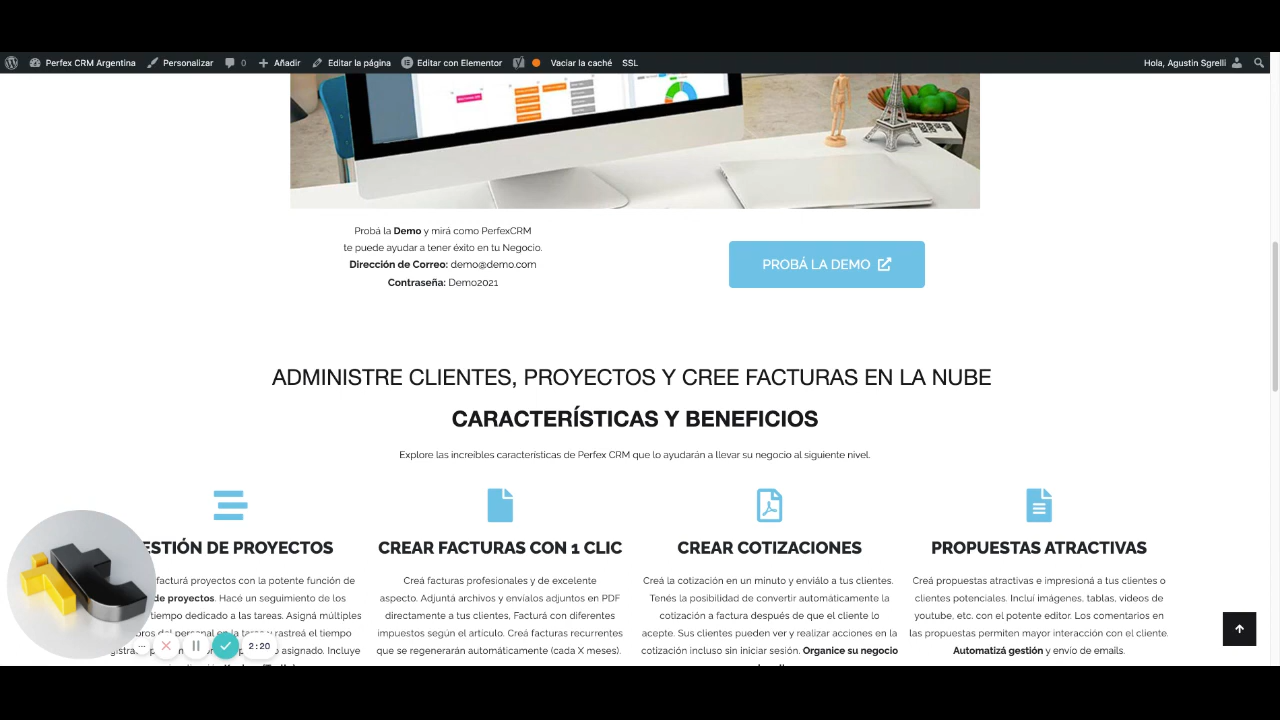 Perfex CRM Argentina Personalizar 0 Añadir Editar la página Editar con Elementor Vaciar la caché SSL Hola, Agustin Sgrelli
Probá la Demo y mirá como PerfexCRM
te puede ayudar a tener éxito en tu Negocio.
Dirección de Correo: demo@demo.com
Contraseña: Demo2021
PROBÁ LA DEMO
ADMINISTRE CLIENTES, PROYECTOS Y CREE FACTURAS EN LA NUBE
CARACTERÍSTICAS Y BENEFICIOS
Explore las increíbles características de Perfex CRM que lo ayudarán a llevar su negocio al siguiente nivel.
ESTIÓN DE PROYECTOS
facturá proyectos con la potente función de
de proyectos. Hacé un seguimiento de los
tiempo dedicado a las tareas. Asigná múltiples
del personal en la tarea y rastreá el tiempo
asignado. Incluye
CREAR FACTURAS CON 1 CLIC
Creá facturas profesionales y de excelente
aspecto. Adjuntá archivos y envíalos adjuntos en PDF
directamente a tus clientes, Facturá con diferentes
impuestos según el artículo. Creá facturas recurrentes
que se regenerarán automáticamente (cada X meses).
CREAR COTIZACIONES
Creá la cotización en un minuto y enviálo a tus clientes.
Tenés la posibilidad de convertir automáticamente la
cotización a factura después de que el cliente lo
acepte. Sus clientes pueden ver y realizar acciones en la
cotización incluso sin iniciar sesión. Organice su negocio
PROPUESTAS ATRACTIVAS
Creá propuestas atractivas e impresioná a tus clientes o
clientes potenciales. Incluí imágenes, tablas, videos de
youtube, etc. con el potente editor. Los comentarios en
las propuestas permiten mayor interacción con el cliente.
Automatizá gestión y envío de emails.
2:20